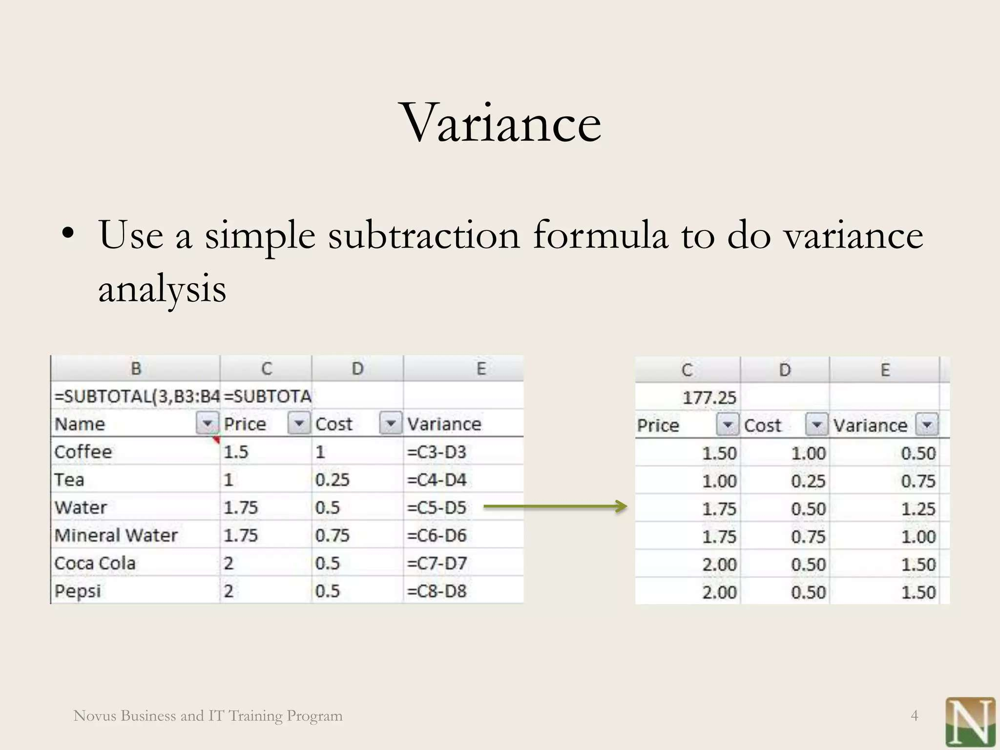 Variance
• Use a simple subtraction formula to do variance
analysis
B C D E
=SUBTOTAL(3,B3:B4 =SUBTOTA
Name Price Cost Variance
Coffee 1.5 1 =C3-D3
Tea 1 0.25 =C4-D4
Water 1.75 0.5 =C5-D5
Mineral Water 1.75 0.75 =C6-D6
Coca Cola 2 0.5 =C7-D7
Pepsi 2 0.5 =C8-D8
C D E
177.25
Price Cost Variance
1.50 1.00 0.50
1.00 0.25 0.75
1.75 0.50 1.25
1.75 0.75 1.00
2.00 0.50 1.50
2.00 0.50 1.50
Novus Business and IT Training Program
4
N